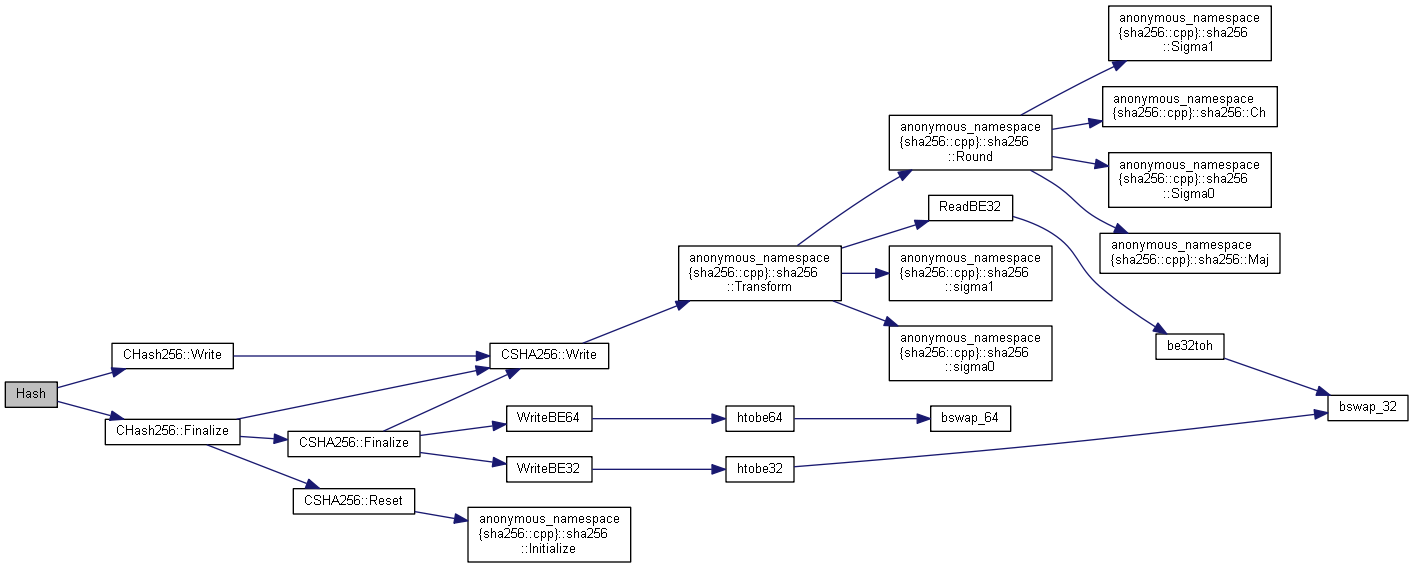 anonymous_namespace
{sha256::cpp}::sha256
::Sigma1
anonymous_namespace
{sha256::cpp}::sha256::Ch
anonymous_namespace
{sha256::cpp}::sha256
::Round
anonymous_namespace
{sha256::cpp}::sha256
::Sigma0
ReadBE32
anonymous_namespace
{sha256::cpp}::sha256::Maj
anonymous_namespace
{sha256::cpp}::sha256
::Transform
anonymous_namespace
{sha256::cpp}::sha256
::sigma1
be32toh
CHash256::Write
CSHA256::Write
anonymous_namespace
{sha256::cpp}::sha256
::sigma0
Hash
bswap_32
CHash256::Finalize
CSHA256::Finalize
WriteBE64
htobe64
bswap_64
WriteBE32
htobe32
CSHA256::Reset
anonymous_namespace
{sha256::cpp}::sha256
::Initialize